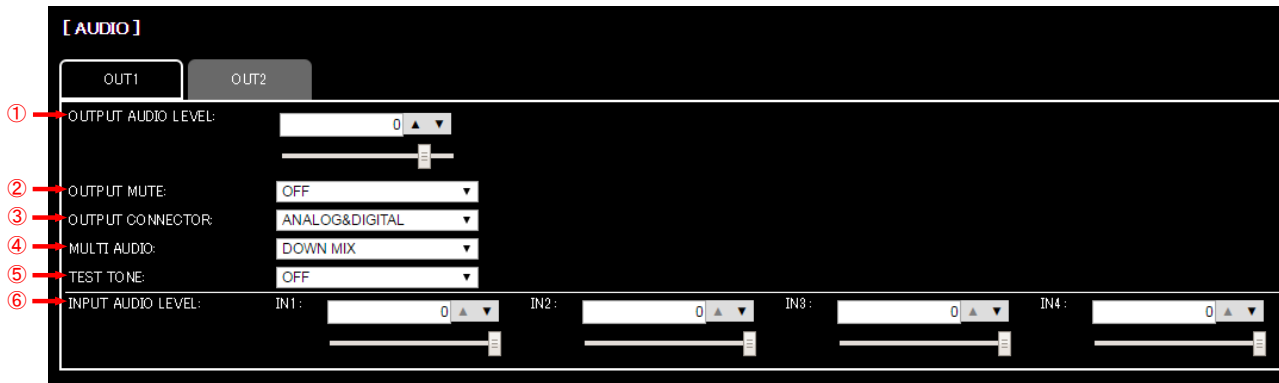 [ AUDIO ]
OUT1 OUT2
① OUTPUT AUDIO LEVEL: 0 ▲ ▼
② OUTPUT MUTE: OFF ▼
③ OUTPUT CONNECTOR: ANALOG&DIGITAL ▼
④ MULTI AUDIO: DOWN MIX ▼
⑤ TEST TONE: OFF ▼
⑥ INPUT AUDIO LEVEL: IN1 : 0 ▲ ▼ IN2 : 0 ▲ ▼ IN3 : 0 ▲ ▼ IN4 : 0 ▲ ▼